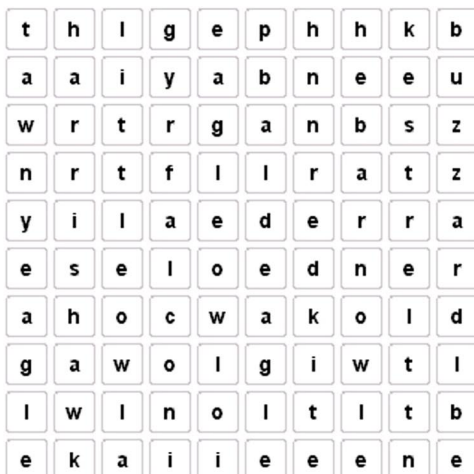 t h l g e p h h k b
a a i y a b n e e u
w r t r g a n b s z
n r t f l l r a t z
y i l a e d e r r a
e s e l o e d n e r
a h o c w a k o l d
g a w o l g i w t l
l w l n o l t l t b
e k a i i e e e n e